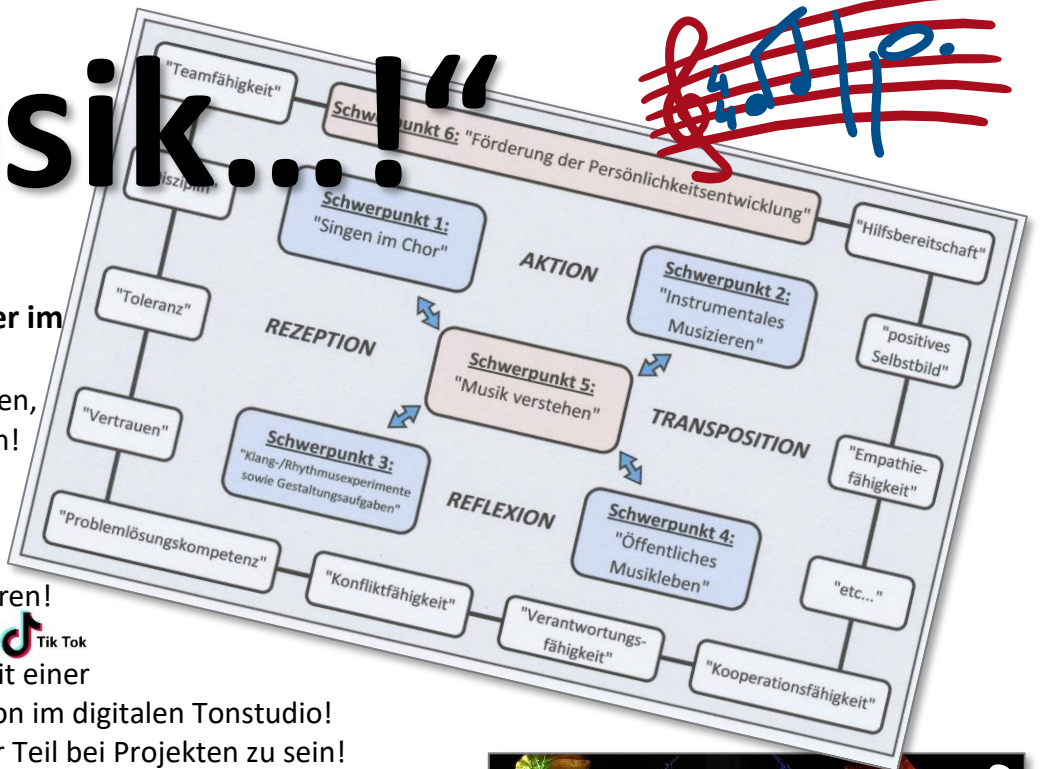 sik...!“
"Teamfähigkeit"
Schwerpunkt 6: "Förderung der Persönlichkeitsentwicklung"
"Hilfsbereitschaft"
Schwerpunkt 1:
"Singen im Chor"
AKTION
Schwerpunkt 2:
"Instrumentales
Musizieren"
"Toleranz"
REZEPTION
"positives
Selbstbild"
Schwerpunkt 5:
"Musik verstehen"
"Vertrauen"
TRANSPOSITION
"Empathie-
fähigkeit"
Schwerpunkt 3:
"Klang-/Rhythmusexperimente
sowie Gestaltungsaufgaben"
REFLEXION
Schwerpunkt 4:
"Öffentliches
Musikleben"
"Problemlösungskompetenz"
"Konfliktfähigkeit"
"Verantwortungs-
fähigkeit"
"Kooperationsfähigkeit"
"etc..."
4
4
er im
en,
n!
ren!
Tik Tok
it einer
on im digitalen Tonstudio!
r Teil bei Projekten zu sein!